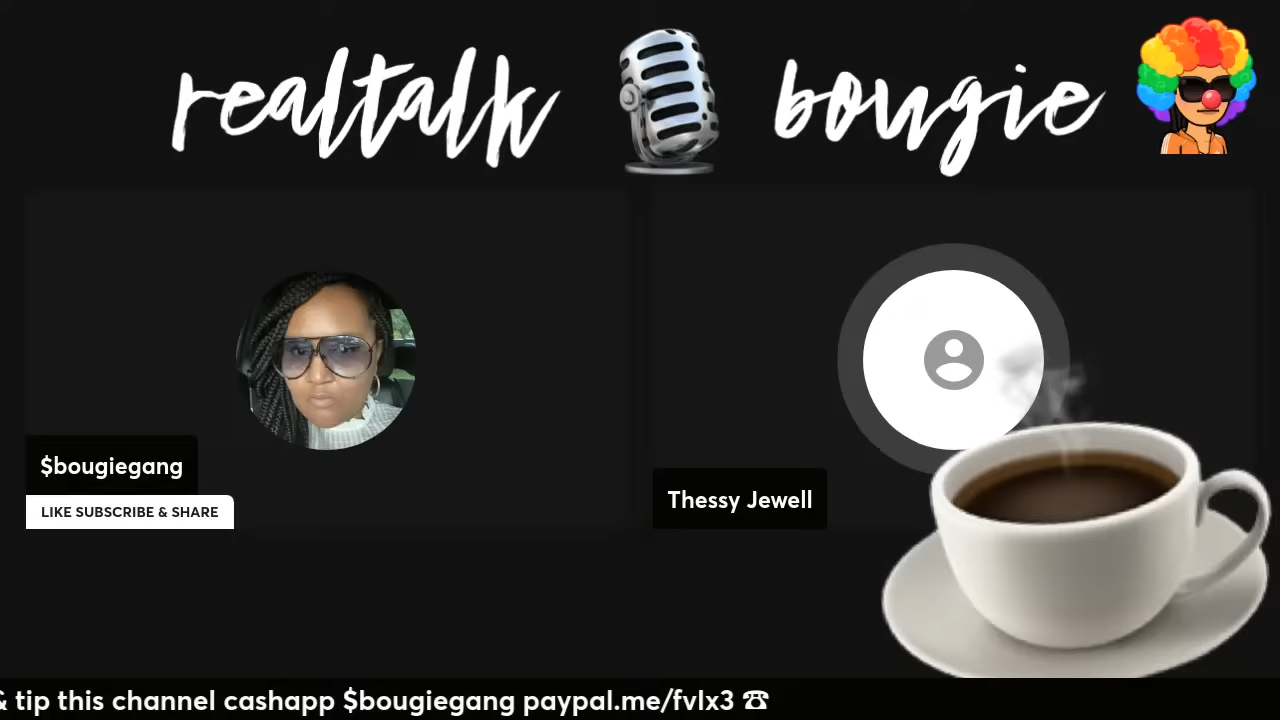 realtalk bougie
$bougiegang
LIKE SUBSCRIBE & SHARE
Thessy Jewell
& tip this channel cashapp $bougiegang paypal.me/fvlx3 ☎